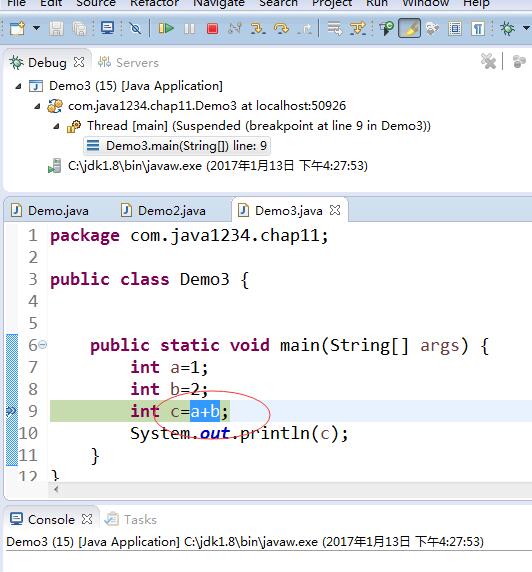 File Edit Source Refactor Navigate Search Project Run Window Help
Debug Servers
Demo3 (15) [Java Application]
com.java1234.chap11.Demo3 at localhost:50926
Thread [main] (Suspended (breakpoint at line 9 in Demo3))
Demo3.main(String[]) line: 9
C:\jdk1.8\bin\javaw.exe (2017年1月13日 下午4:27:53)
Demo.java Demo2.java Demo3.java
1 package com.java1234.chap11;
2
3 public class Demo3 {
4
5
6 public static void main(String[] args) {
7 int a=1;
8 int b=2;
9 int c=a+b;
10 System.out.println(c);
11 }
12 }
Console Tasks
Demo3 (15) [Java Application] C:\jdk1.8\bin\javaw.exe (2017年1月13日 下午4:27:53)